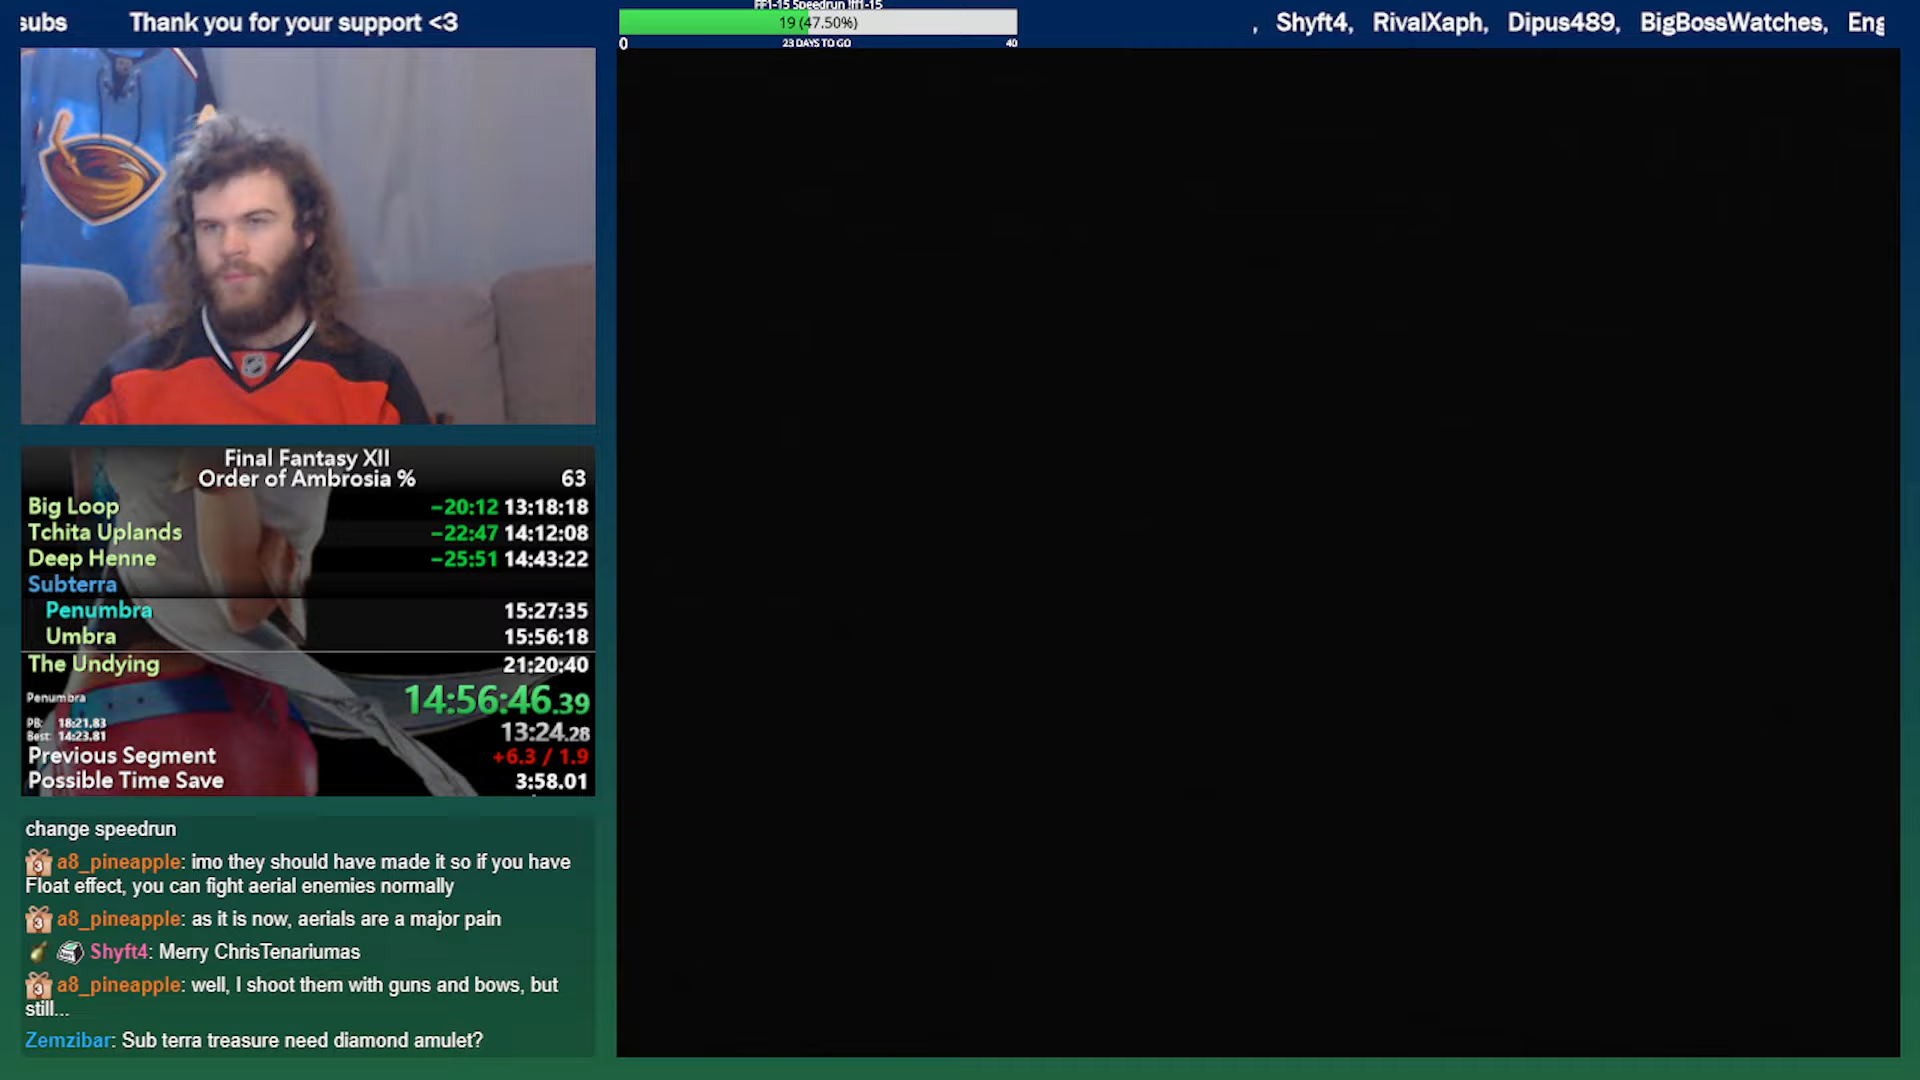 subs Thank you for your support <3
FF1-15 Speedrun !ff1-15
19 (47.50%)
0 23 DAYS TO GO 40
, Shyft4, RivalXaph, Dipus489, BigBossWatches, Eng
Final Fantasy XII
Order of Ambrosia % 63
Big Loop −20:12 13:18:18
Tchita Uplands −22:47 14:12:08
Deep Henne −25:51 14:43:22
Subterra
Penumbra 15:27:35
Umbra 15:56:18
The Undying 21:20:40
Penumbra 14:56:46.39
PB: 18:21.83
Best: 14:23.81
13:24.28
Previous Segment +6.3 / 1.9
Possible Time Save 3:58.01
change speedrun
3 a8_pineapple: imo they should have made it so if you have
Float effect, you can fight aerial enemies normally
3 a8_pineapple: as it is now, aerials are a major pain
Shyft4: Merry ChrisTenariumas
3 a8_pineapple: well, I shoot them with guns and bows, but
still...
Zemzibar: Sub terra treasure need diamond amulet?